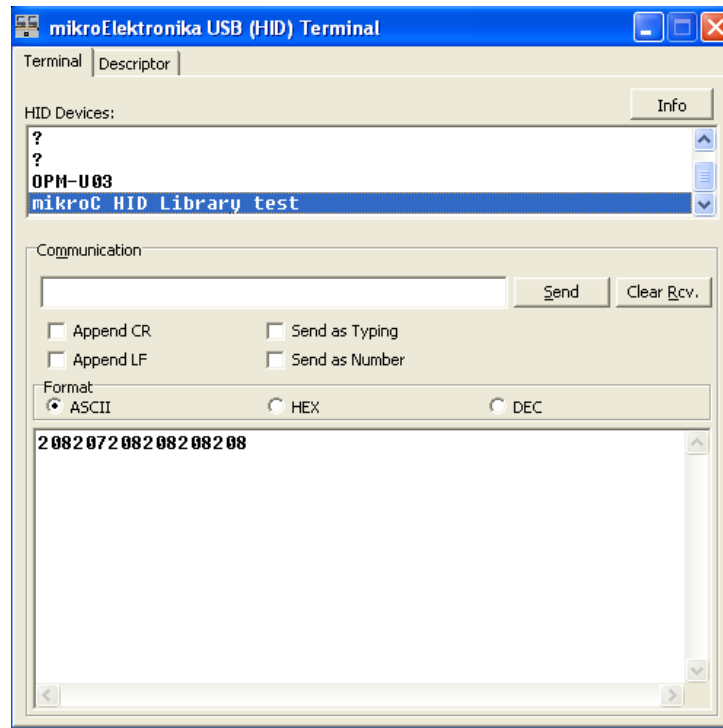 mikroElektronika USB (HID) Terminal
Terminal Descriptor
HID Devices:
Info
?
?
OPM-U03
mikroC HID Library test
Communication
Send Clear Rcv.
Append CR Send as Typing
Append LF Send as Number
Format
ASCII HEX DEC
208207208208208208